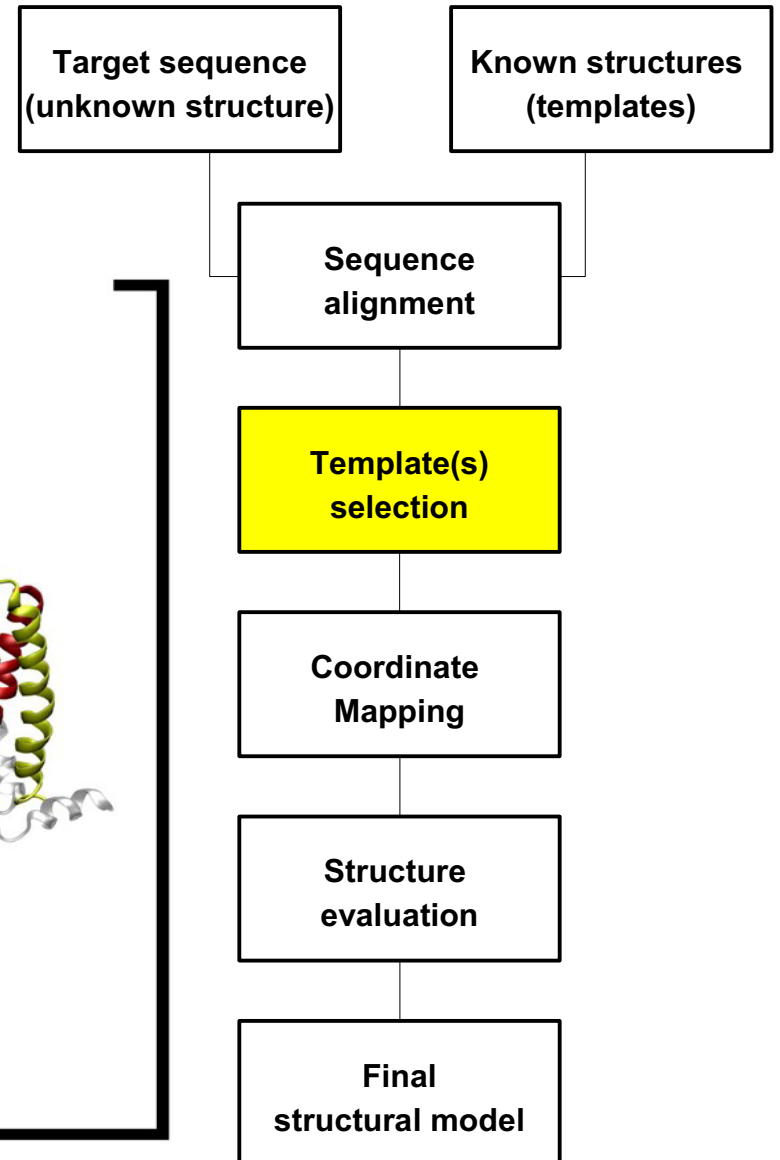 Target sequence
(unknown structure)
Known structures
(templates)
Sequence
alignment
Template(s)
selection
Coordinate
Mapping
Structure
evaluation
Final
structural model